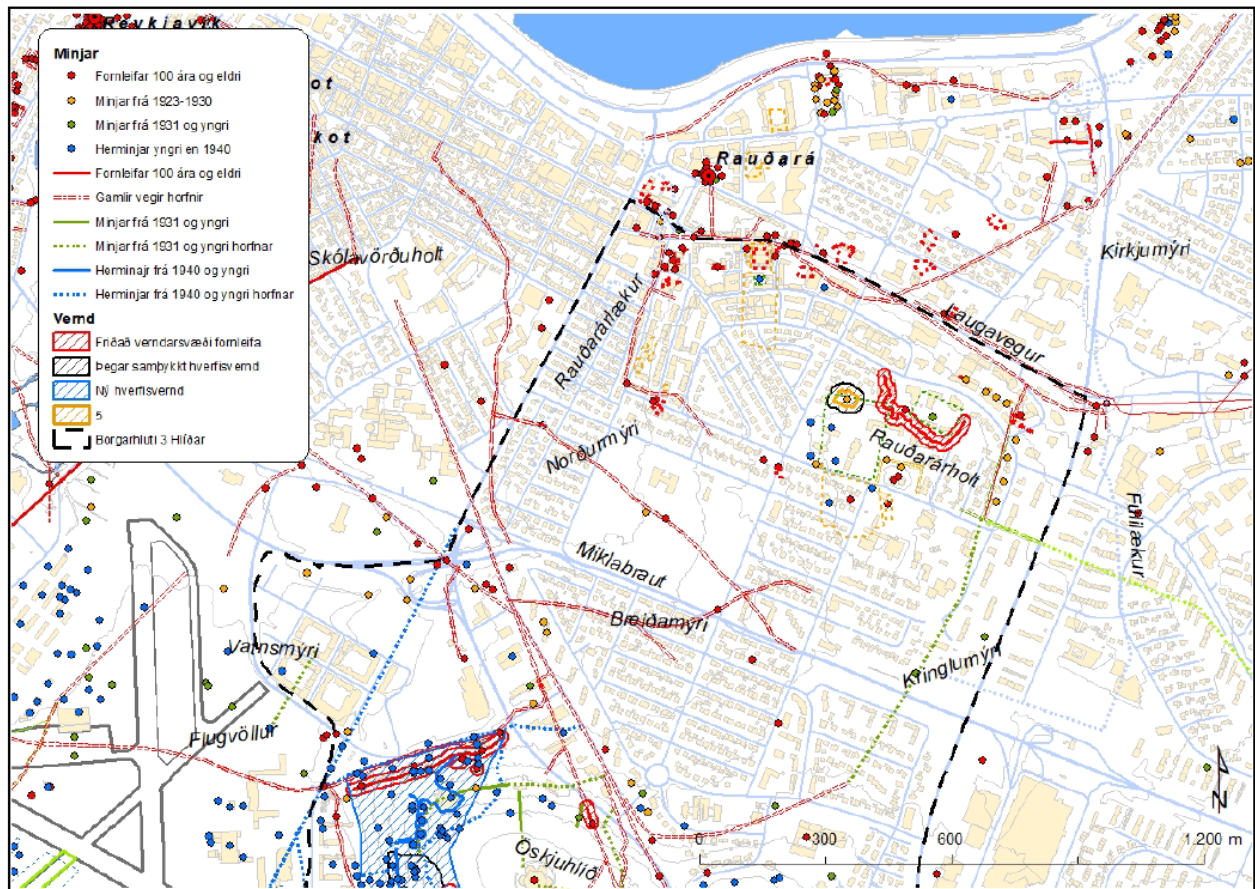 Reykjavík
Minjar
Fornleifar 100 ára og eldri
Minjar frá 1923-1930
Minjar frá 1931 og yngri
Herminjar yngri en 1940
Fornleifar 100 ára og eldri
Gamlir vegir horfnir
Minjar frá 1931 og yngri
Minjar frá 1931 og yngri horfnar
Herminajr frá 1940 og yngri
Herminjar frá 1940 og yngri horfnar
Vernd
Friðað verndarsvæði fornleifa
Þegar samþykkt hverfisvernd
Ný hverfisvernd
5
Borgarhluti 3 Hlíðar
ot
kot
Rauðará
Skólavörðuholt
Kirkjumýri
Rauðarárlækur
Laugavegur
Norðurmýri
Rauðarárholt
Fúlilækur
Miklabraut
Breiðamýri
Vatnsmýri
Kringlumýri
Flugvöllur
Öskjuhlíð
N
0 300 600 1.200 m